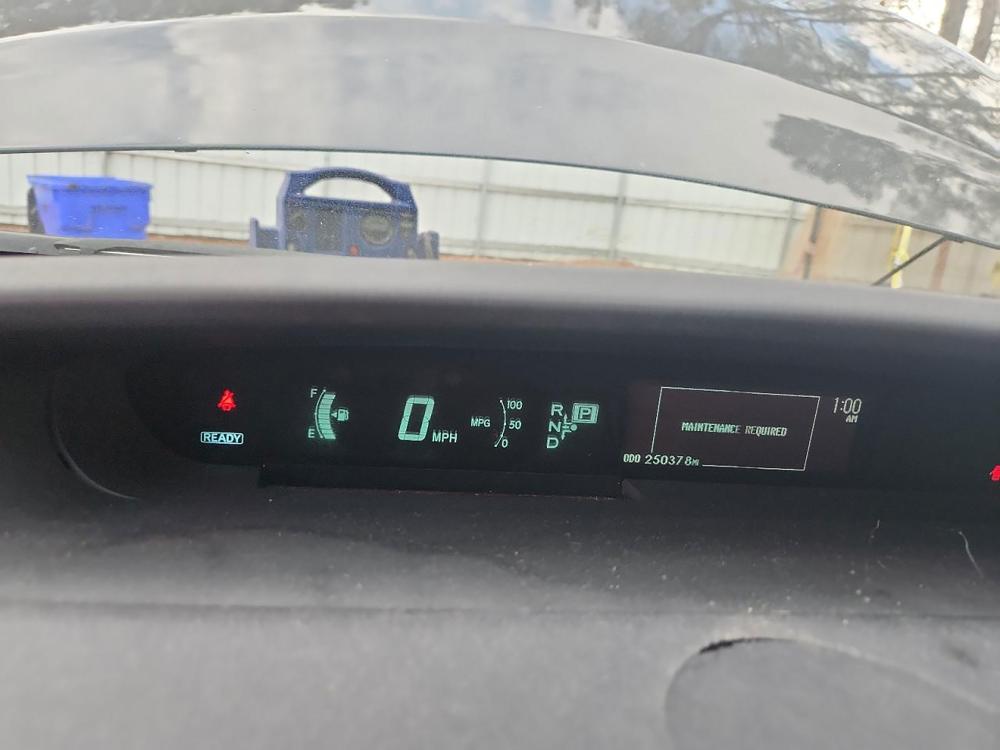 READY
F
E
0 MPH
MPG
100
50
0
R
N
D
P
MAINTENANCE REQUIRED
ODO 250378MI
1:00
AM